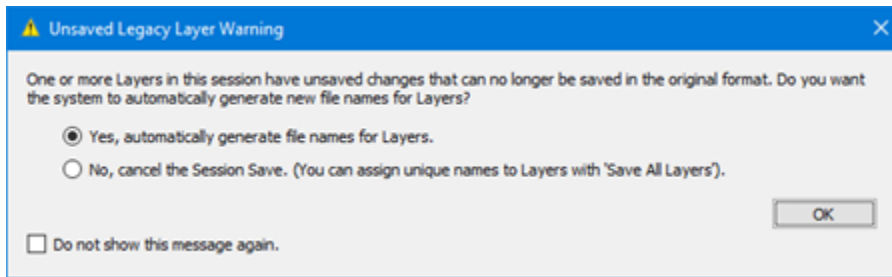 Unsaved Legacy Layer Warning
One or more Layers in this session have unsaved changes that can no longer be saved in the original format. Do you want
the system to automatically generate new file names for Layers?
Yes, automatically generate file names for Layers.
No, cancel the Session Save. (You can assign unique names to Layers with 'Save All Layers').
OK
Do not show this message again.